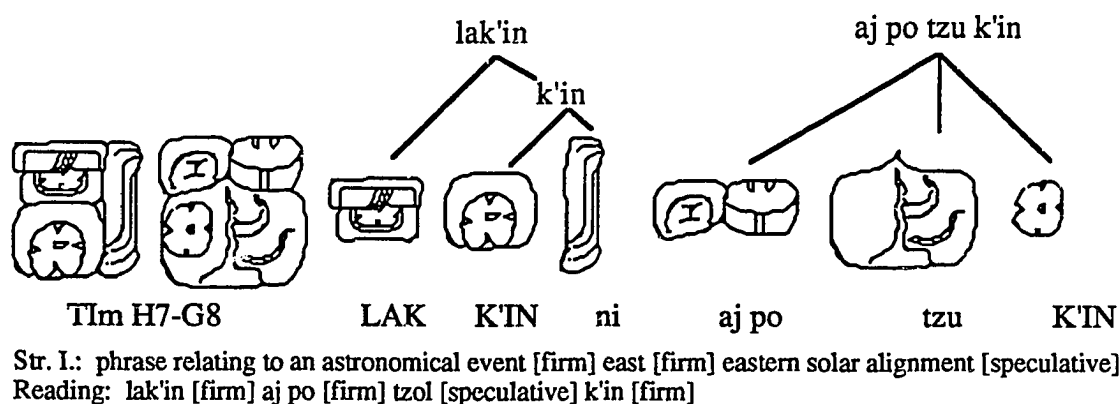 lak'in aj po tzu k'in
k'in
TIm H7-G8 LAK K'IN ni aj po tzu K'IN
Str. I.: phrase relating to an astronomical event [firm] east [firm] eastern solar alignment [speculative]
Reading: lak'in [firm] aj po [firm] tzol [speculative] k'in [firm]